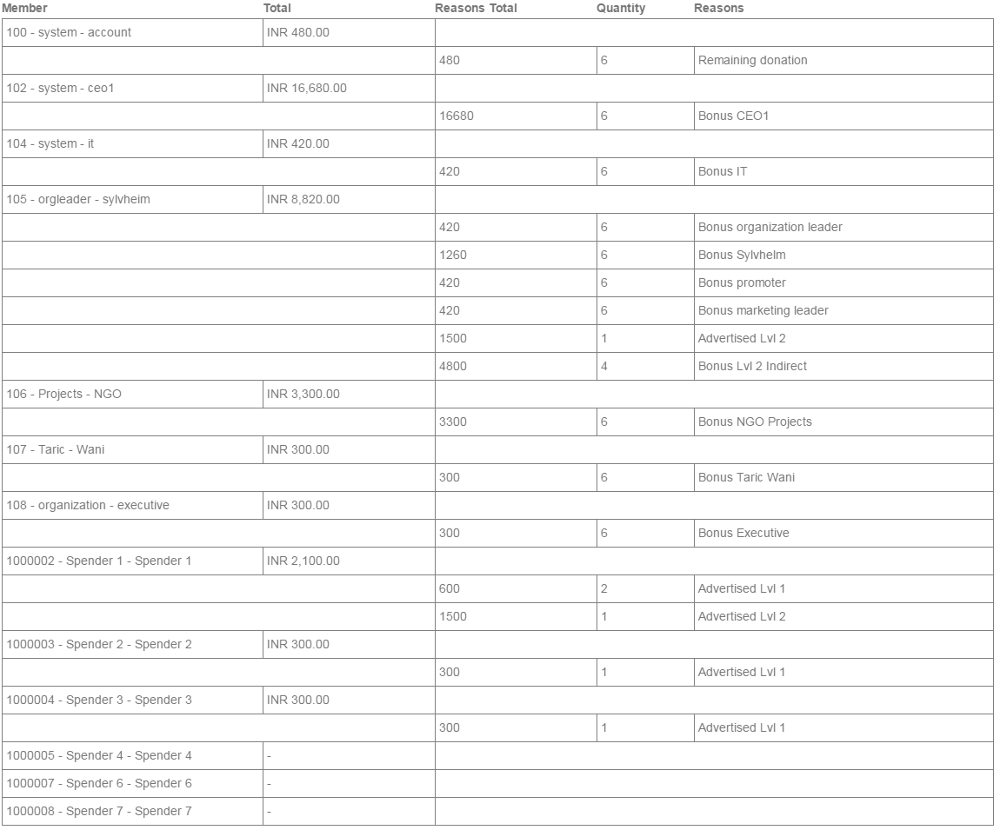 Member Total Reasons Total Quantity Reasons
100 - system - account INR 480.00
480 6 Remaining donation
102 - system - ceo1 INR 16,680.00
16680 6 Bonus CEO1
104 - system - it INR 420.00
420 6 Bonus IT
105 - orgleader - sylvheim INR 8,820.00
420 6 Bonus organization leader
1260 6 Bonus Sylvhelm
420 6 Bonus promoter
420 6 Bonus marketing leader
1500 1 Advertised Lvl 2
4800 4 Bonus Lvl 2 Indirect
106 - Projects - NGO INR 3,300.00
3300 6 Bonus NGO Projects
107 - Taric - Wani INR 300.00
300 6 Bonus Taric Wani
108 - organization - executive INR 300.00
300 6 Bonus Executive
1000002 - Spender 1 - Spender 1 INR 2,100.00
600 2 Advertised Lvl 1
1500 1 Advertised Lvl 2
1000003 - Spender 2 - Spender 2 INR 300.00
300 1 Advertised Lvl 1
1000004 - Spender 3 - Spender 3 INR 300.00
300 1 Advertised Lvl 1
1000005 - Spender 4 - Spender 4 -
1000007 - Spender 6 - Spender 6 -
1000008 - Spender 7 - Spender 7 -